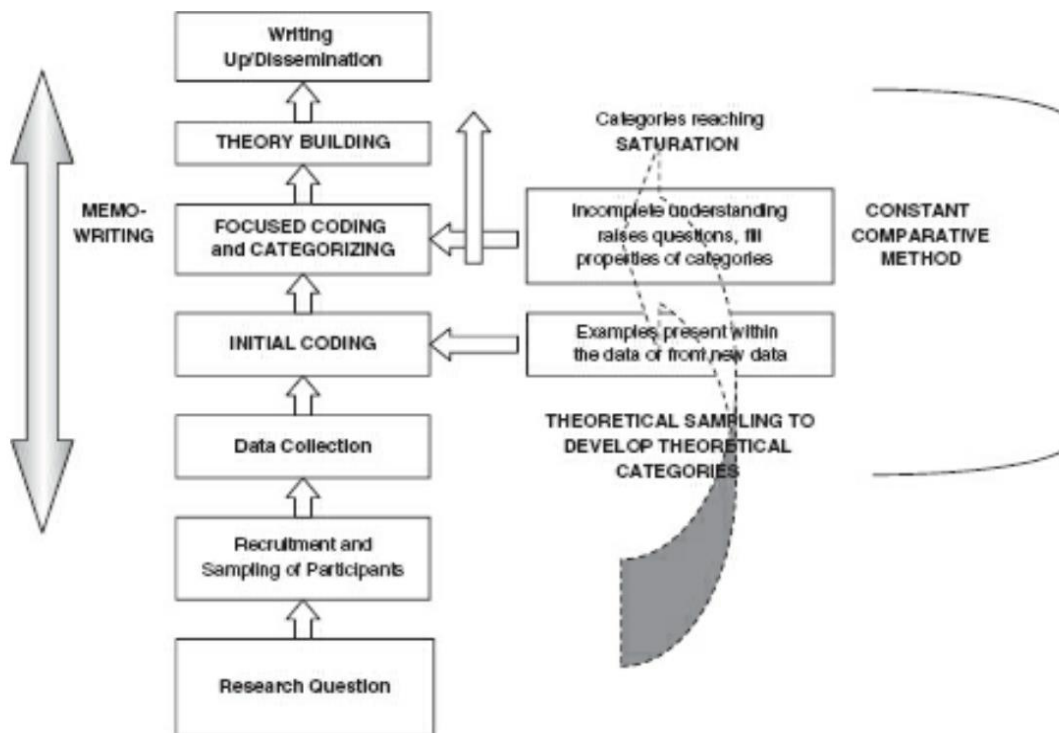 Writing
Up/Dissemination
THEORY BUILDING
MEMO-
WRITING
FOCUSED CODING
and CATEGORIZING
INITIAL CODING
Data Collection
Recruitment and
Sampling of Participants
Research Question
Categories reaching
SATURATION
Incomplete understanding
raises questions, fill
properties of categories
Examples present within
the data or front new data
THEORETICAL SAMPLING TO
DEVELOP THEORETICAL
CATEGORIES
CONSTANT
COMPARATIVE
METHOD